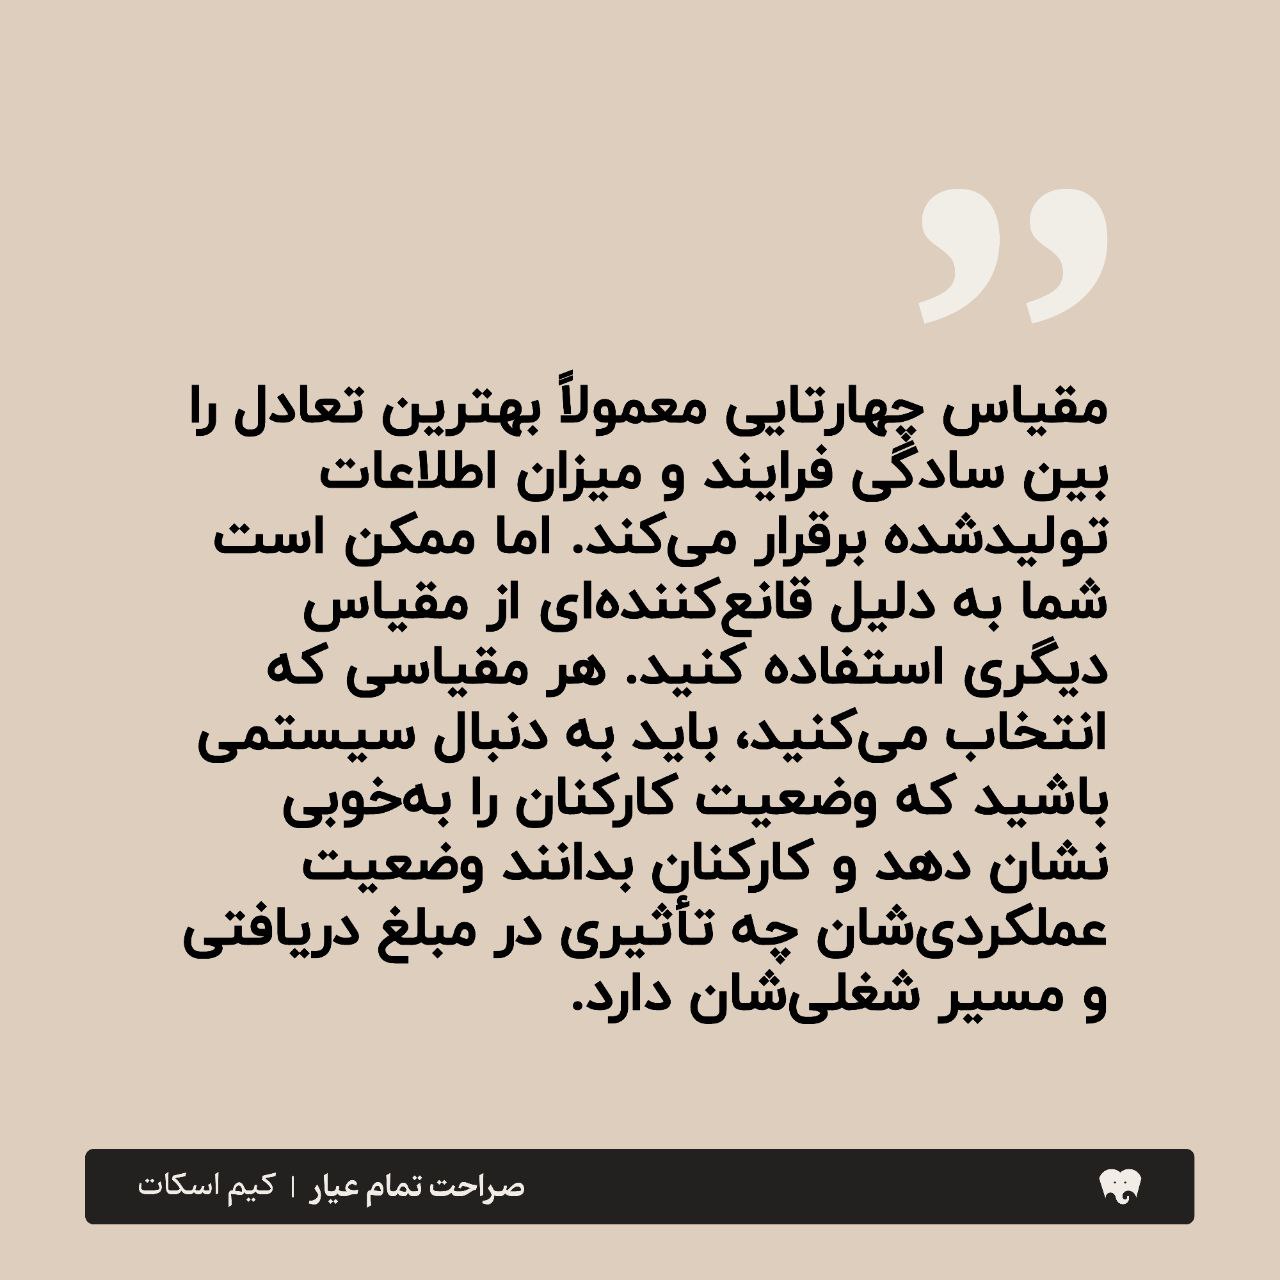 ”
مقیاس چهارتایی معمولاً بهترین تعادل را
بین سادگی فرایند و میزان اطلاعات
تولیدشده برقرار می‌کند. اما ممکن است
شما به دلیل قانع‌کننده‌ای از مقیاس
دیگری استفاده کنید. هر مقیاسی که
انتخاب می‌کنید، باید به دنبال سیستمی
باشید که وضعیت کارکنان را به‌خوبی
نشان دهد و کارکنان بدانند وضعیت
عملکردی‌شان چه تأثیری در مبلغ دریافتی
و مسیر شغلی‌شان دارد.
صراحت تمام عیار | کیم اسکات